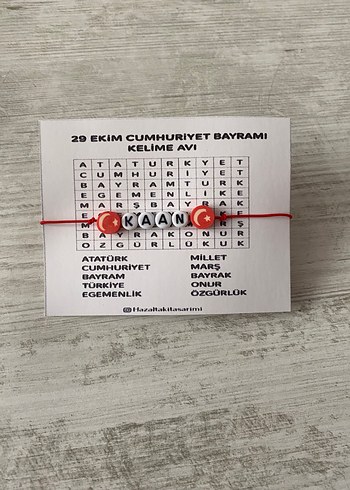 29 EKİM CUMHURİYET BAYRAMI
KELİME AVI
A T A T U R K Y E T
C U M H U R İ Y E T
B A Y R A M T U R K
E G E M E N L İ K E
M A R Ş B A Y R K
E
KAAN
M Ş
B A Y R A K O N U R
O Z G Ü R L Ü K U K
ATATÜRK MİLLET
CUMHURİYET MARŞ
BAYRAM BAYRAK
TÜRKİYE ONUR
EGEMENLİK ÖZGÜRLÜK
Hazaltakitasarimi